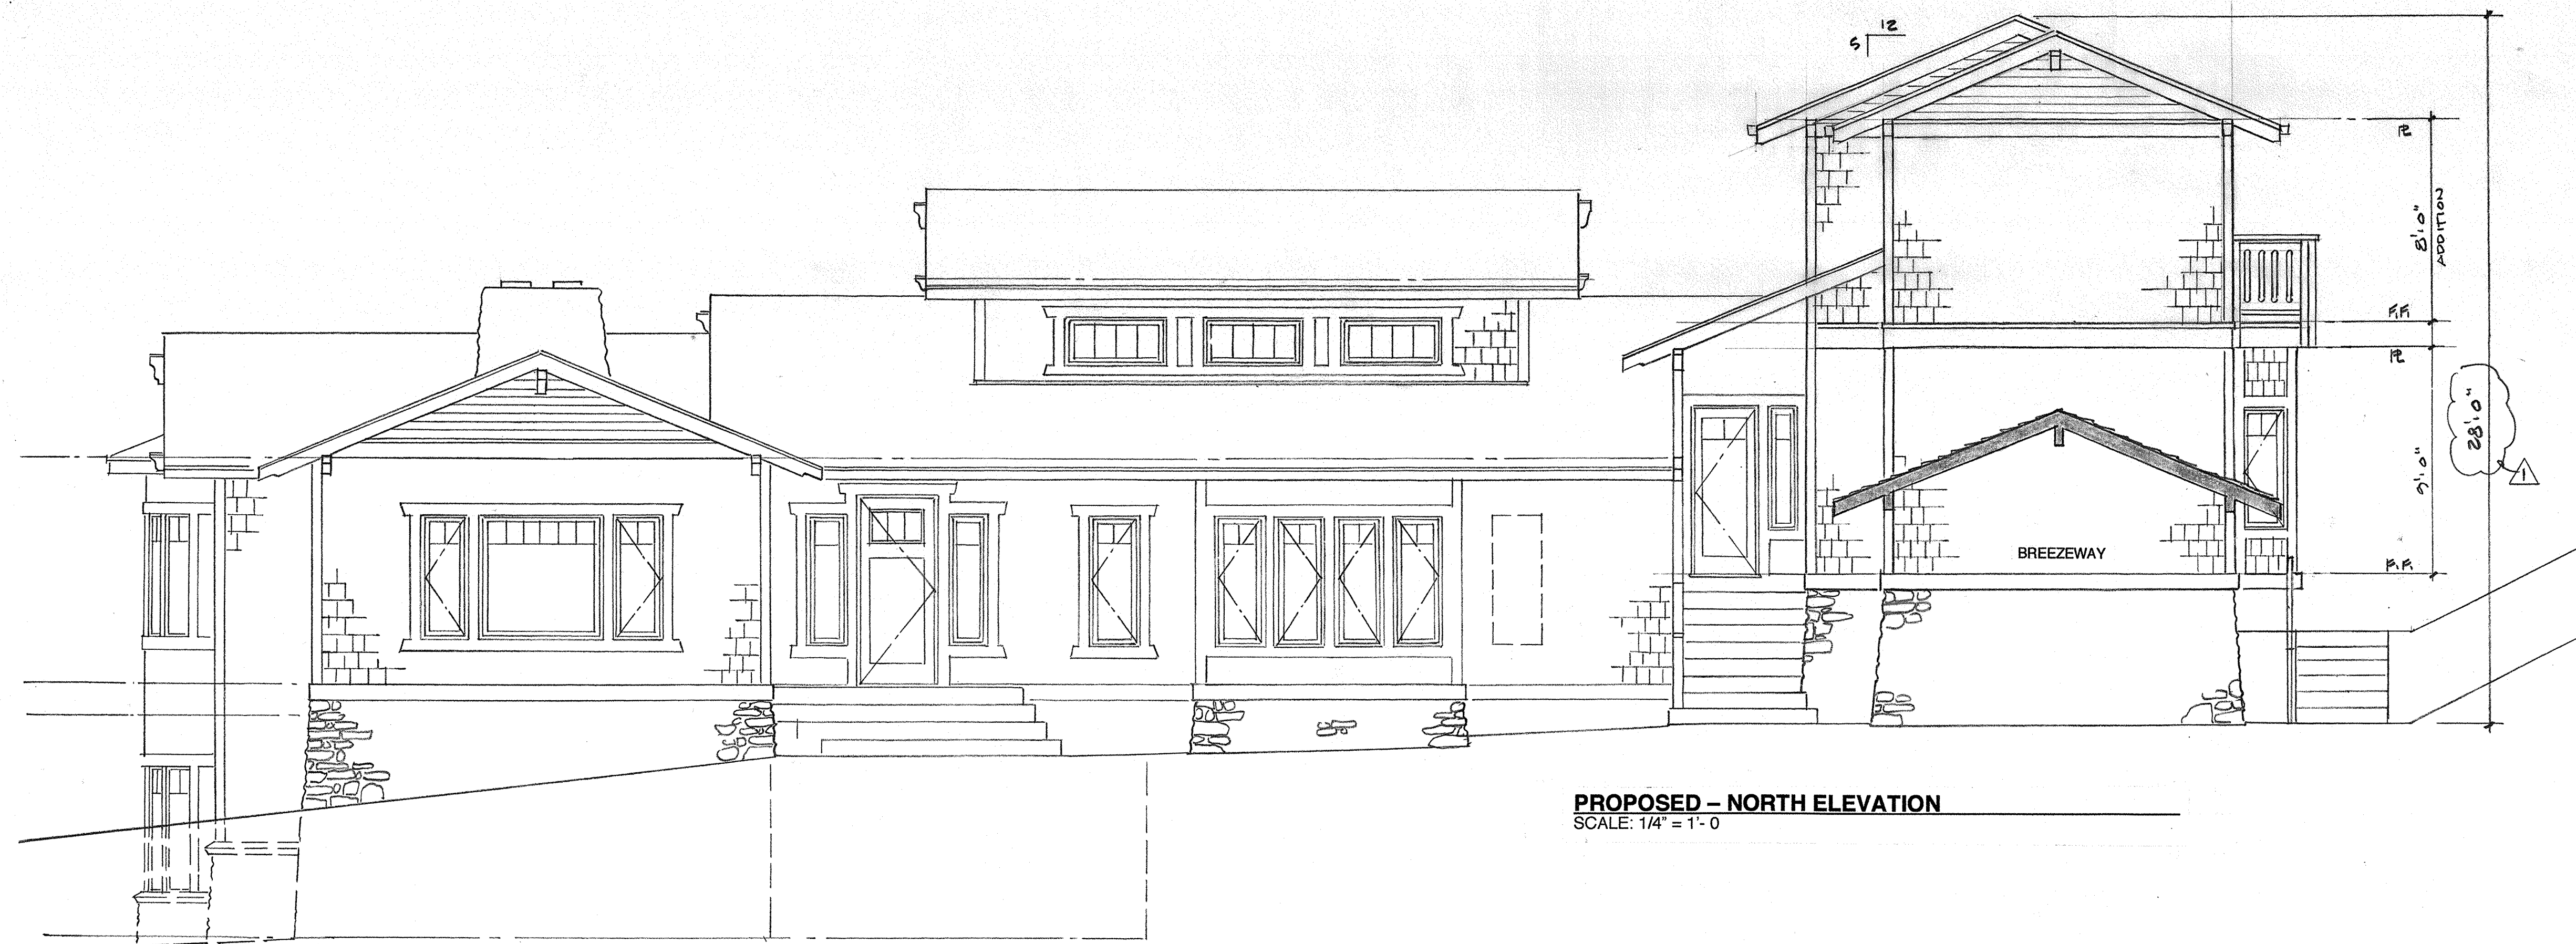 12
5
PL
8'-0"
ADDITION
F.F.
PL
28'-0"
9'-0"
1
BREEZEWAY
F.F.
PROPOSED – NORTH ELEVATION
SCALE: 1/4" = 1'- 0